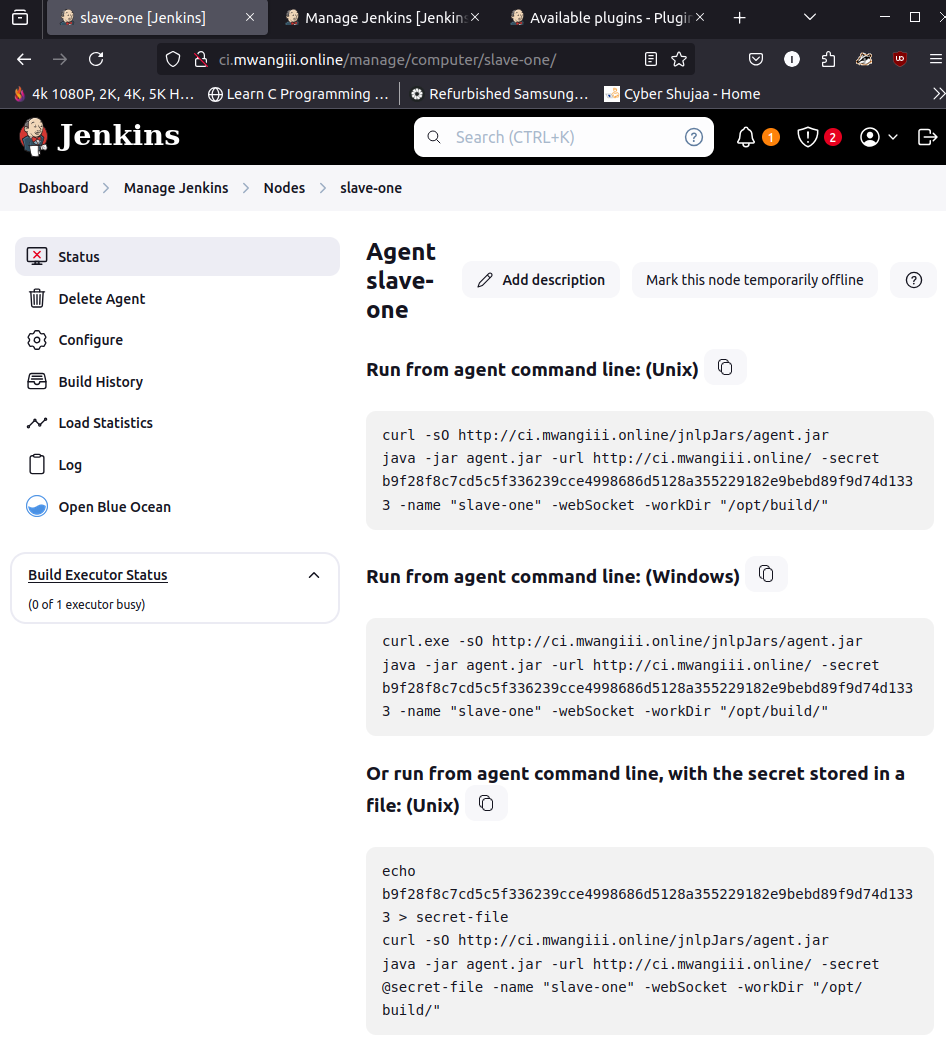 slave-one [Jenkins]
Manage Jenkins [Jenkins
Available plugins - Plugin
ci.mwangiii.online/manage/computer/slave-one/
4k 1080P, 2K, 4K, 5K H...
Learn C Programming ...
Refurbished Samsung...
Cyber Shujaa - Home
Jenkins
Search (CTRL+K)
1
2
Dashboard
Manage Jenkins
Nodes
slave-one
Status
Delete Agent
Configure
Build History
Load Statistics
Log
Open Blue Ocean
Build Executor Status
(0 of 1 executor busy)
Agent
slave-
one
Add description
Mark this node temporarily offline
Run from agent command line: (Unix)
curl -sO http://ci.mwangiii.online/jnlpJars/agent.jar
java -jar agent.jar -url http://ci.mwangiii.online/ -secret
b9f28f8c7cd5c5f336239cce4998686d5128a355229182e9bebd89f9d74d133
3 -name "slave-one" -webSocket -workDir "/opt/build/"
Run from agent command line: (Windows)
curl.exe -sO http://ci.mwangiii.online/jnlpJars/agent.jar
java -jar agent.jar -url http://ci.mwangiii.online/ -secret
b9f28f8c7cd5c5f336239cce4998686d5128a355229182e9bebd89f9d74d133
3 -name "slave-one" -webSocket -workDir "/opt/build/"
Or run from agent command line, with the secret stored in a
file: (Unix)
echo
b9f28f8c7cd5c5f336239cce4998686d5128a355229182e9bebd89f9d74d133
3 > secret-file
curl -sO http://ci.mwangiii.online/jnlpJars/agent.jar
java -jar agent.jar -url http://ci.mwangiii.online/ -secret
@secret-file -name "slave-one" -webSocket -workDir "/opt/
build/"